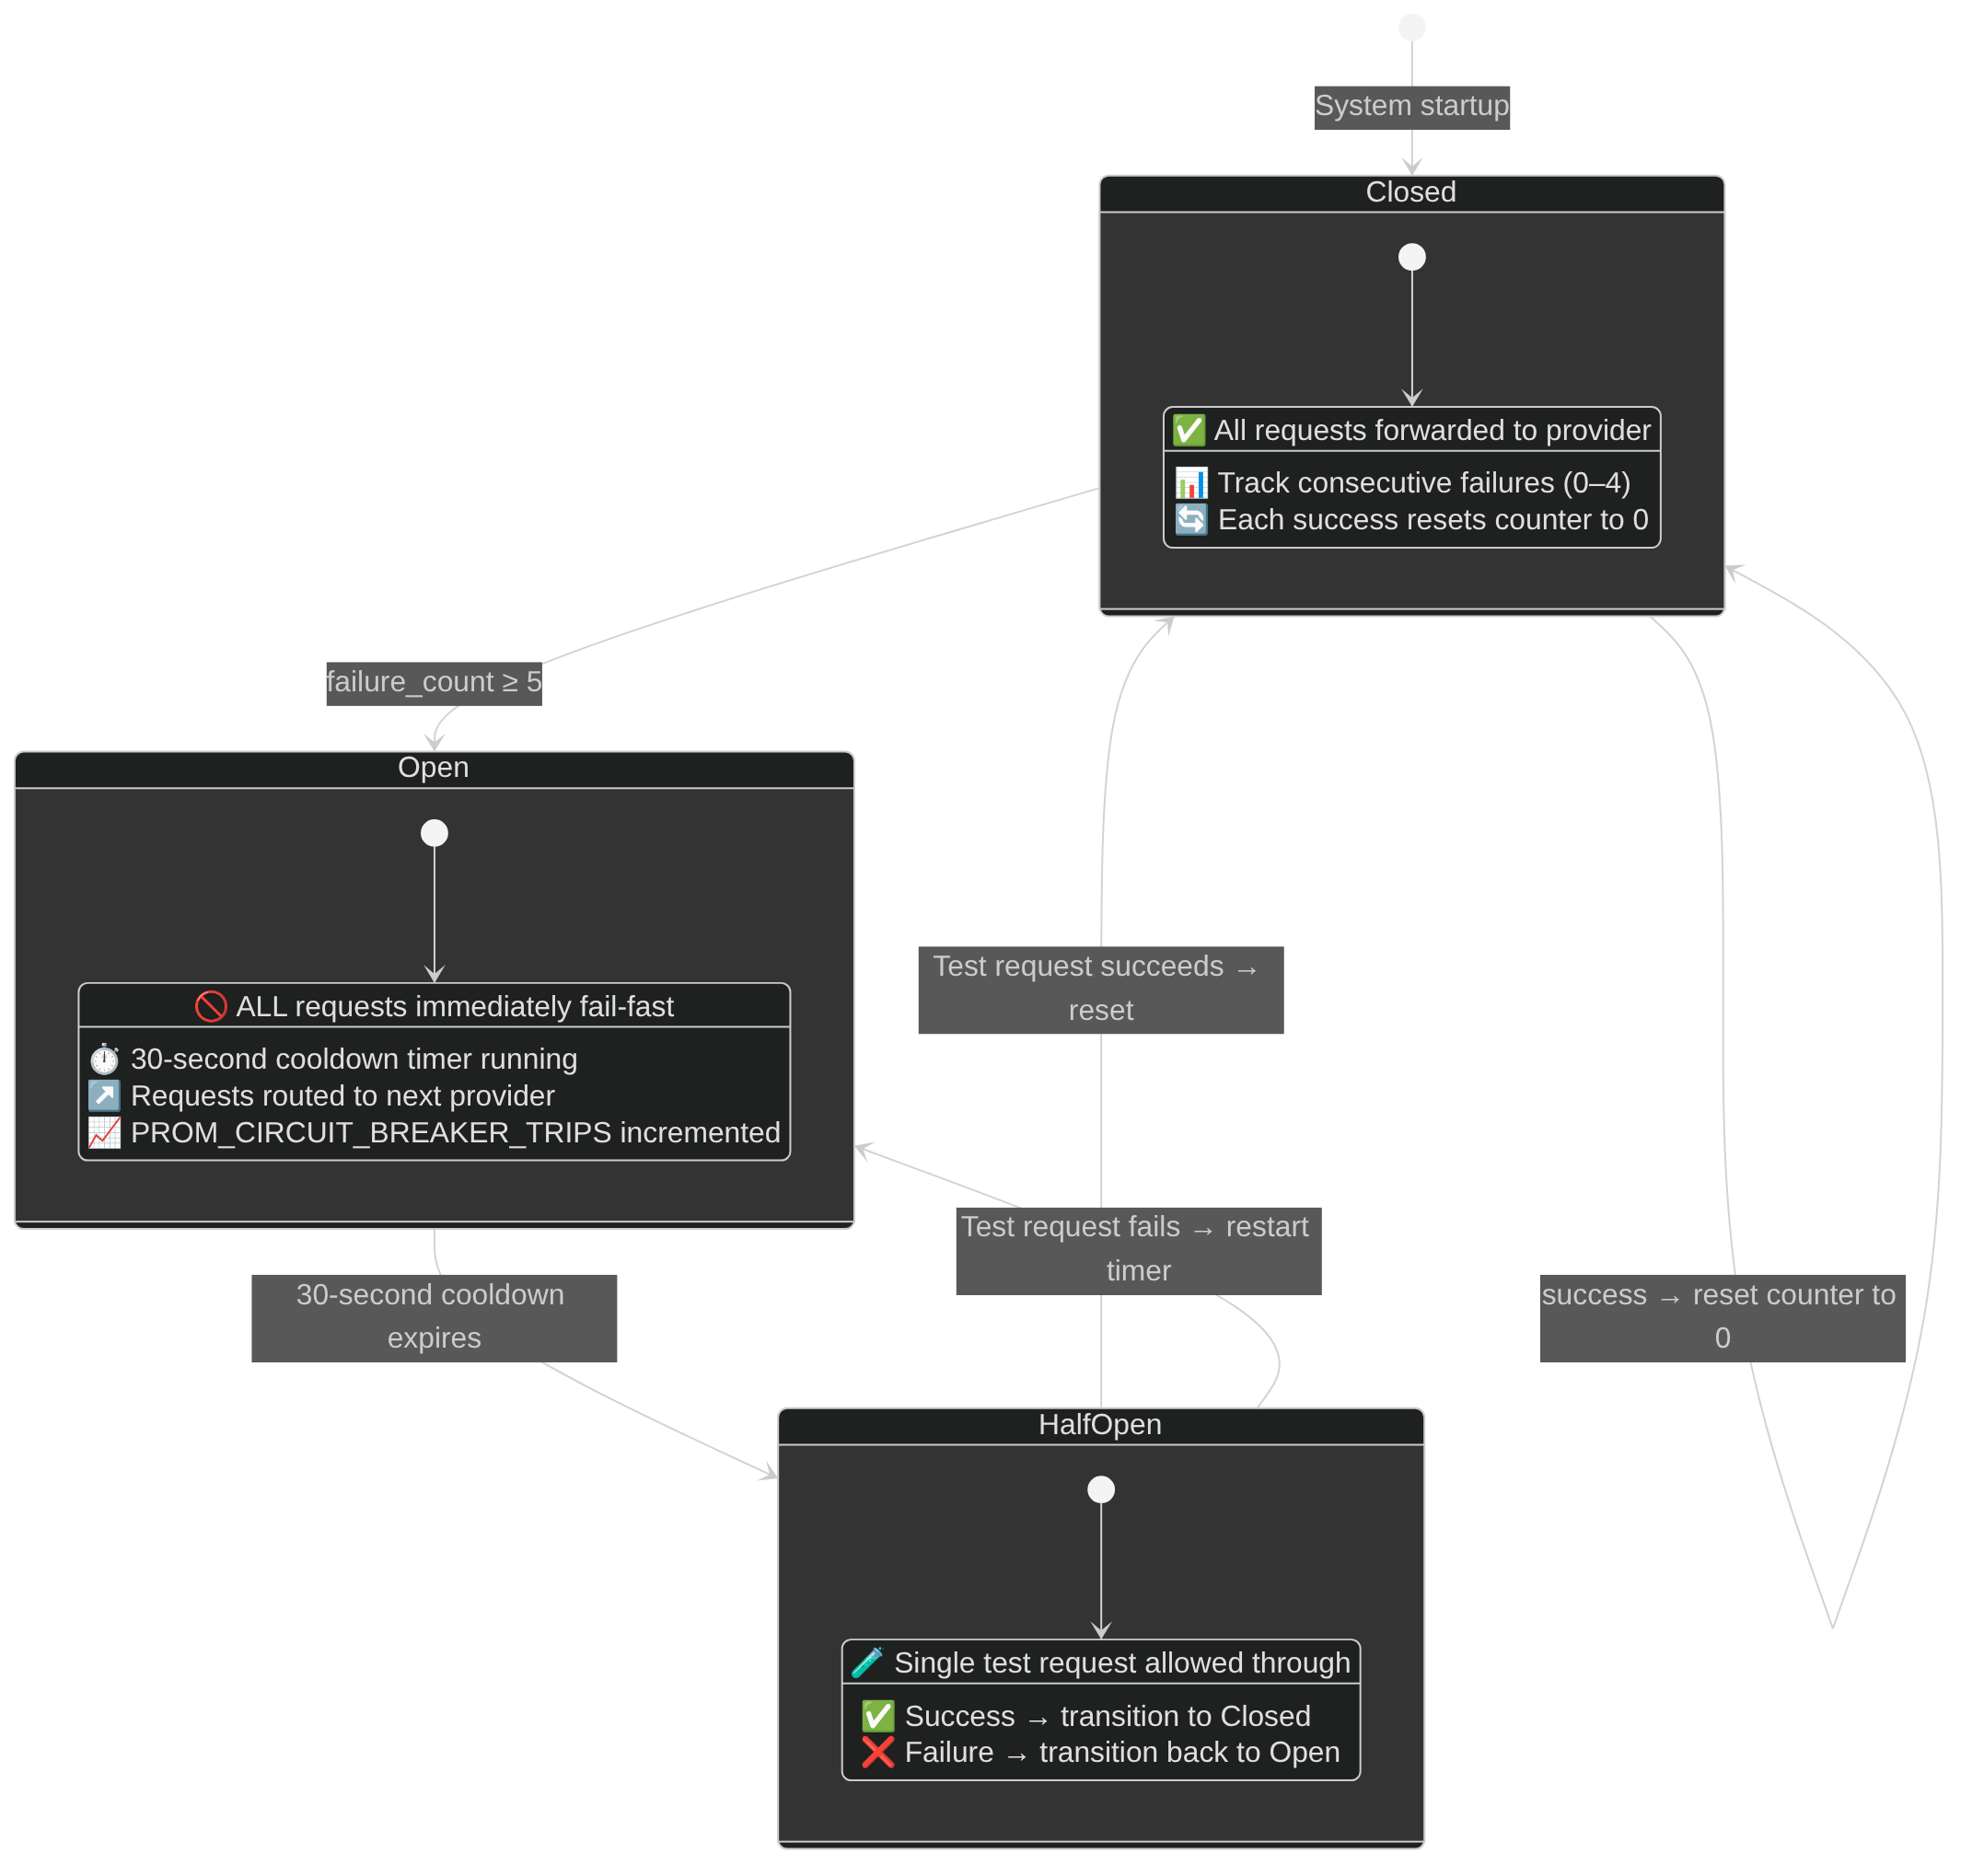 System startup
Closed
✅ All requests forwarded to provider
📊 Track consecutive failures (0–4)
🔄 Each success resets counter to 0
failure_count ≥ 5
Open
🚫 ALL requests immediately fail-fast
⏱️ 30-second cooldown timer running
↗️ Requests routed to next provider
📈 PROM_CIRCUIT_BREAKER_TRIPS incremented
Test request succeeds →
reset
Test request fails → restart
timer
30-second cooldown
expires
success → reset counter to
0
HalfOpen
🧪 Single test request allowed through
✅ Success → transition to Closed
❌ Failure → transition back to Open